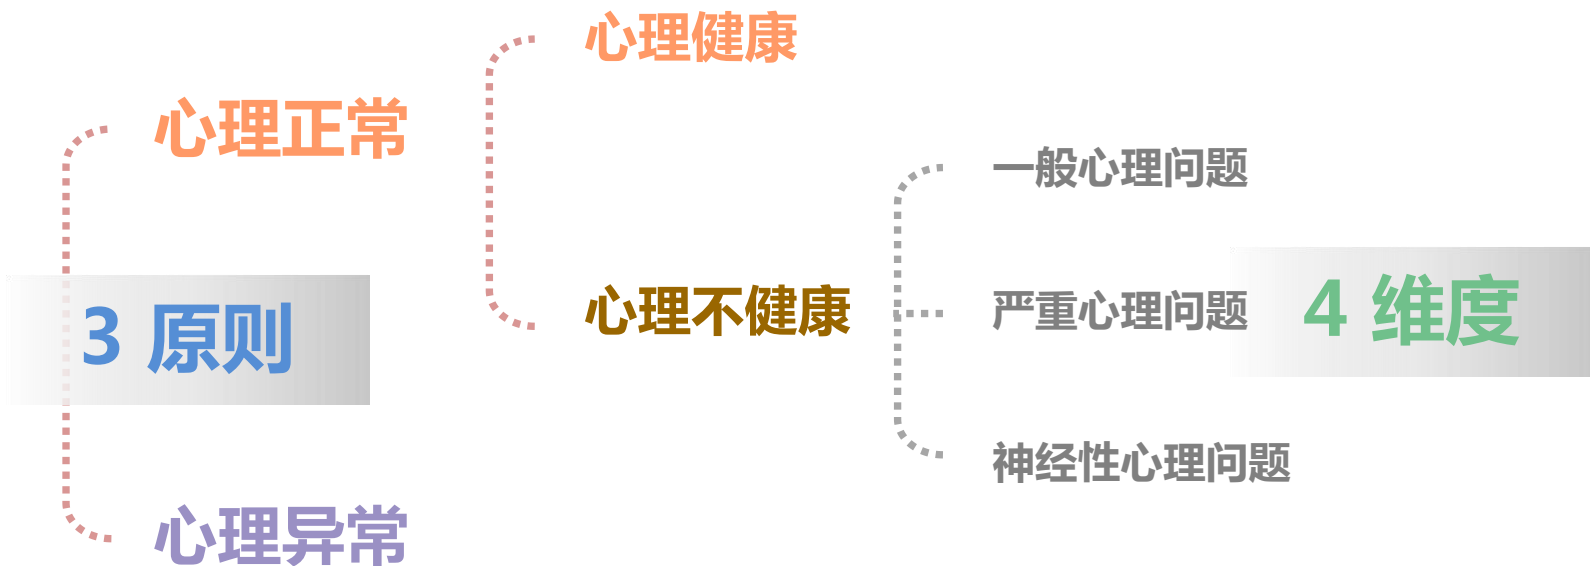 心理健康
心理正常
一般心理问题
3 原则
心理不健康
严重心理问题
4 维度
神经性心理问题
心理异常